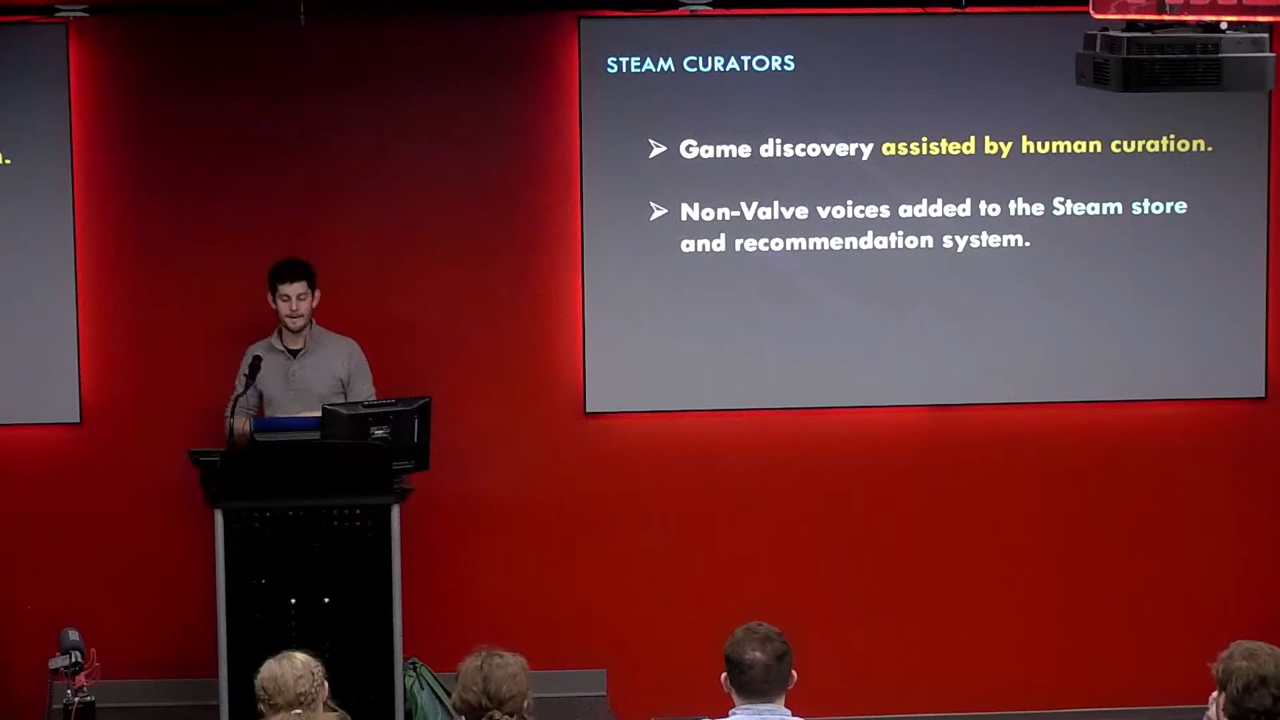 STEAM CURATORS
➢ Game discovery assisted by human curation.
➢ Non-Valve voices added to the Steam store
and recommendation system.